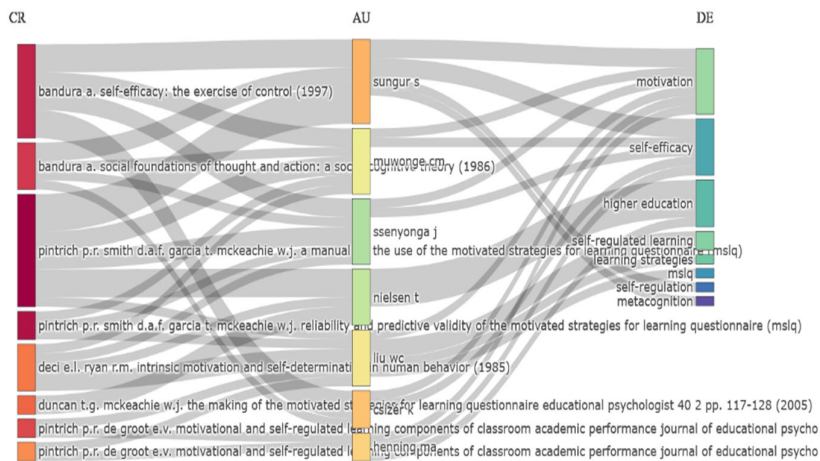 CR
AU
DE
bandura a. self-efficacy: the exercise of control (1997)
bandura a. social foundations of thought and action: a social cognitive theory (1986)
pintrich p.r. smith d.a.f. garcia t. mckeachie w.j. a manual the use of the motivated strategies for learning questionnaire (mslq)
pintrich p.r. smith d.a.f. garcia t. mckeachie w.j. reliability and predictive validity of the motivated strategies for learning questionnaire (mslq)
deci e.l. ryan r.m. intrinsic motivation and self-determination in human behavior (1985)
duncan t.g. mckeachie w.j. the making of the motivated strategies for learning questionnaire educational psychologist 40 2 pp. 117-128 (2005)
pintrich p.r. de groot e.v. motivational and self-regulated learning components of classroom academic performance journal of educational psycho
pintrich p.r. de groot e.v. motivational and self-regulated learning components of classroom academic performance journal of educational psycho
sungur s
muwonge cm
ssenyonga j
nielsen t
liu wc
csizer k
henning ma
motivation
self-efficacy
higher education
self-regulated learning
learning strategies
mslq
self-regulation
metacognition